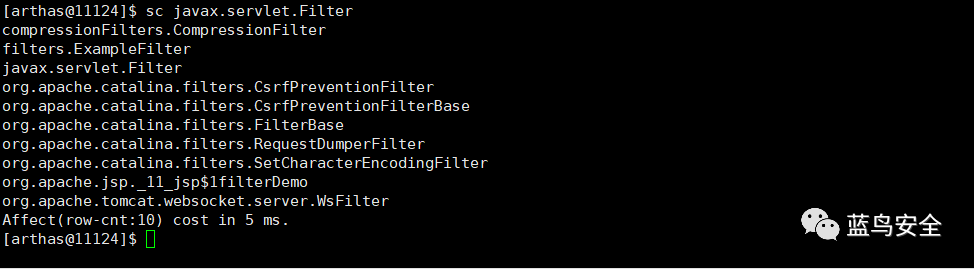 [arthas@11124]$ sc javax.servlet.Filter
compressionFilters.CompressionFilter
filters.ExampleFilter
javax.servlet.Filter
org.apache.catalina.filters.CsrfPreventionFilter
org.apache.catalina.filters.CsrfPreventionFilterBase
org.apache.catalina.filters.FilterBase
org.apache.catalina.filters.RequestDumperFilter
org.apache.catalina.filters.SetCharacterEncodingFilter
org.apache.jsp._11_jsp$1filterDemo
org.apache.tomcat.websocket.server.WsFilter
Affect(row-cnt:10) cost in 5 ms.
[arthas@11124]$
蓝鸟安全